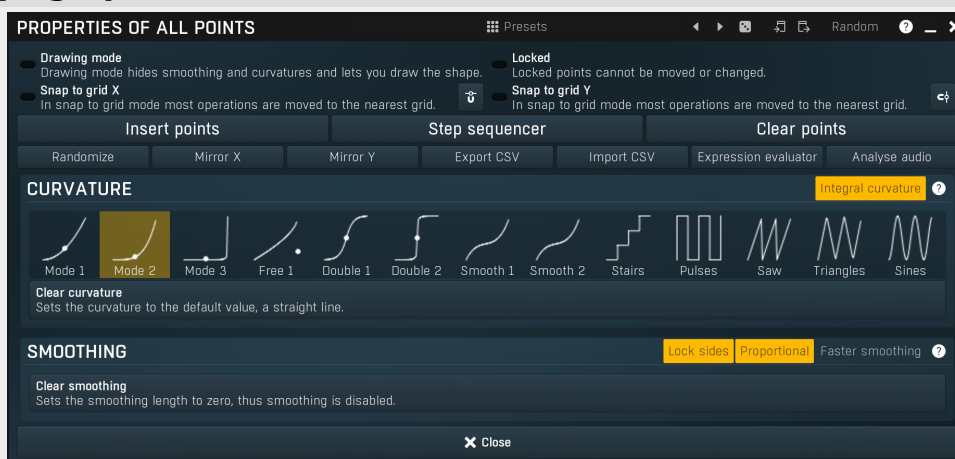 PROPERTIES OF ALL POINTS
Presets
Random
?
Drawing mode
Drawing mode hides smoothing and curvatures and lets you draw the shape.
Locked
Locked points cannot be moved or changed.
Snap to grid X
In snap to grid mode most operations are moved to the nearest grid.
Snap to grid Y
In snap to grid mode most operations are moved to the nearest grid.
Insert points
Step sequencer
Clear points
Randomize
Mirror X
Mirror Y
Export CSV
Import CSV
Expression evaluator
Analyse audio
CURVATURE
Integral curvature
?
Mode 1
Mode 2
Mode 3
Free 1
Double 1
Double 2
Smooth 1
Smooth 2
Stairs
Pulses
Saw
Triangles
Sines
Clear curvature
Sets the curvature to the default value, a straight line.
SMOOTHING
Lock sides
Proportional
Faster smoothing
?
Clear smoothing
Sets the smoothing length to zero, thus smoothing is disabled.
Close